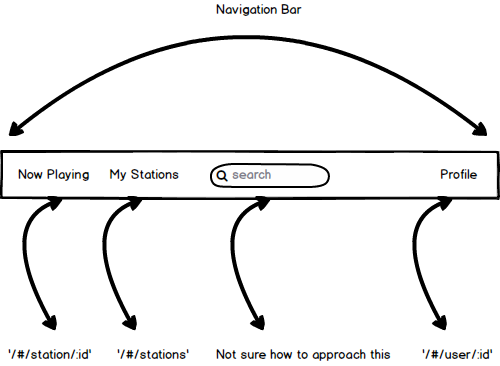 Navigation Bar
Now Playing My Stations search Profile
'/#/station/:id' '/#/stations' Not sure how to approach this '/#/user/:id'